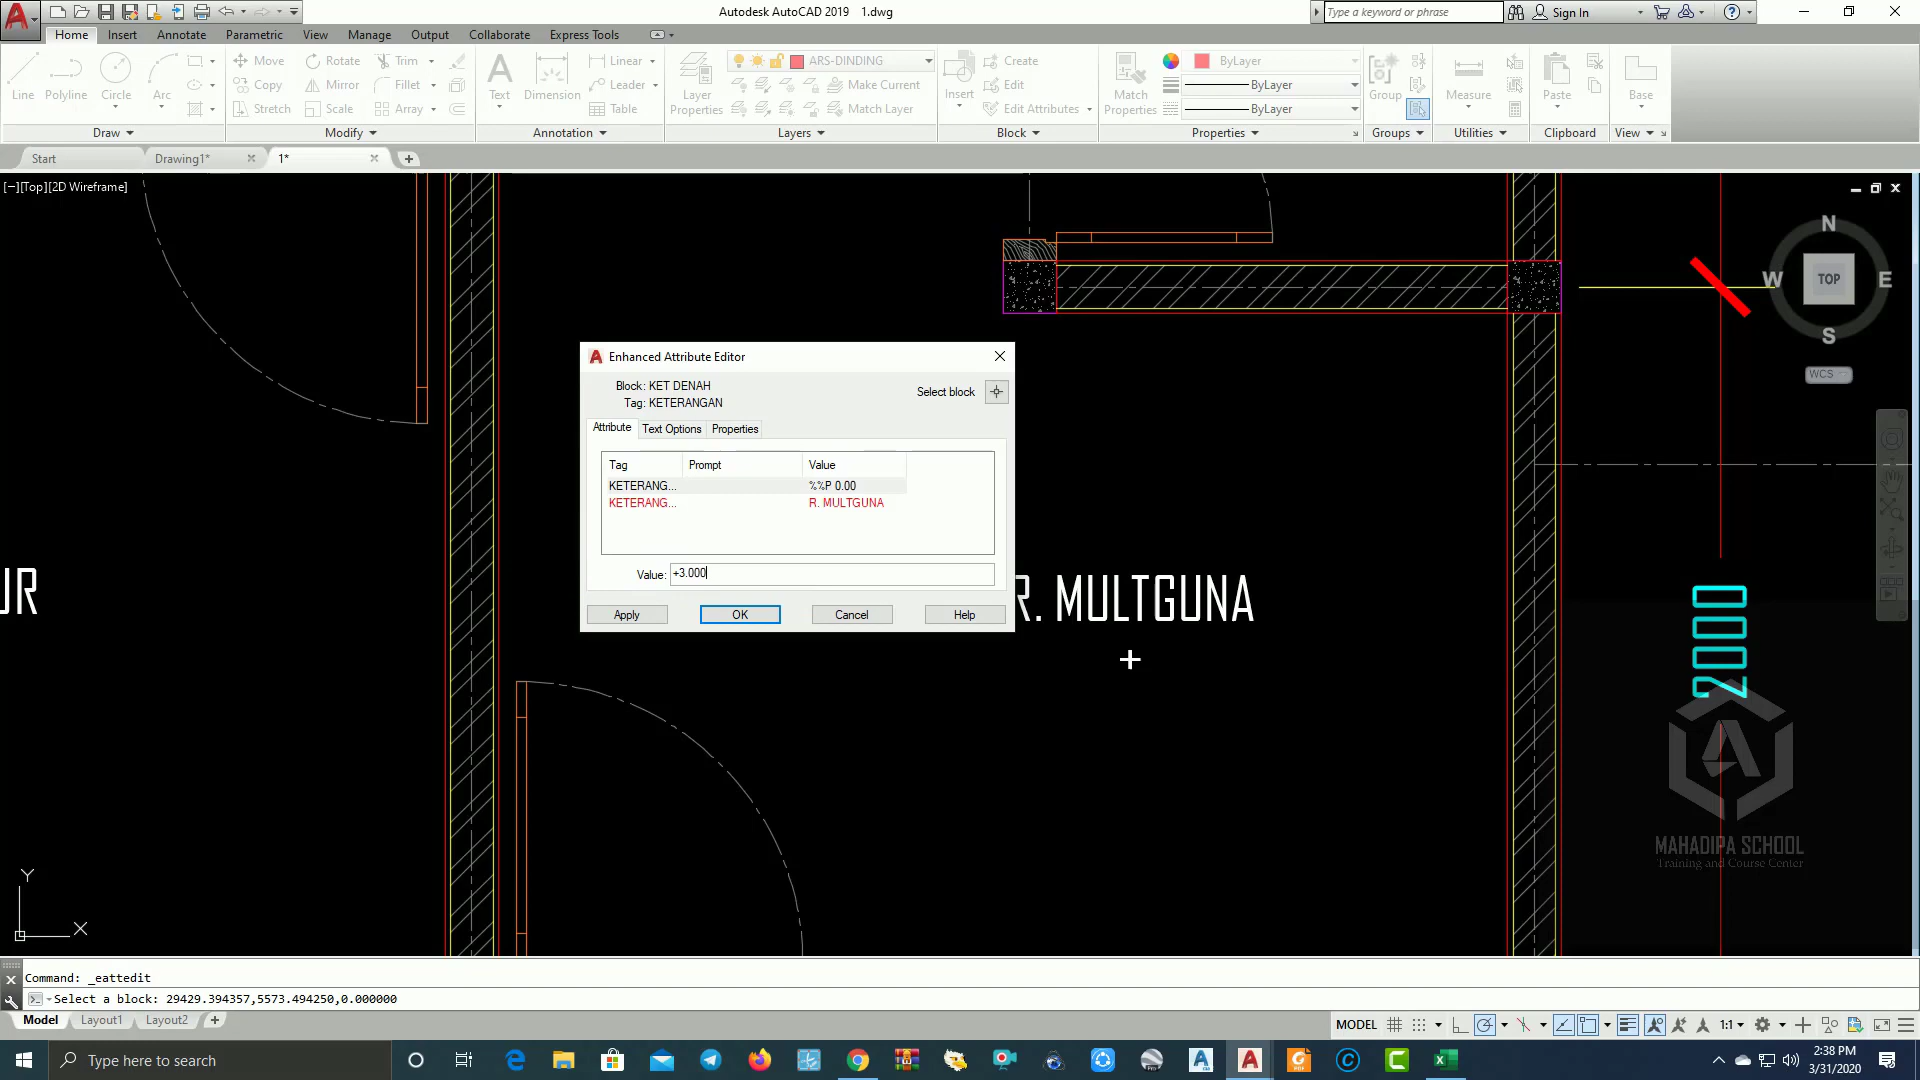 Autodesk AutoCAD 2019 1.dwg
Type a keyword or phrase
Sign In
Home Insert Annotate Parametric View Manage Output Collaborate Express Tools
Line Polyline Circle Arc
Move Rotate Trim
Copy Mirror Fillet
Stretch Scale Array
Text Dimension
Linear
Leader
Table
Layer Properties
ARS-DINDING
Make Current
Match Layer
Insert
Create
Edit
Edit Attributes
Match Properties
ByLayer
ByLayer
ByLayer
Group
Measure
Paste
Base
Draw Modify Annotation Layers Block Properties Groups Utilities Clipboard View
Start Drawing1* 1*
[−][Top][2D Wireframe]
N
W TOP E
S
WCS
Enhanced Attribute Editor
Block: KET DENAH
Tag: KETERANGAN
Select block
Attribute Text Options Properties
Tag Prompt Value
KETERANG... %%P 0.00
KETERANG... R. MULTGUNA
Value: +3.000
Apply OK Cancel Help
UR
R. MULTGUNA
2000
MAHADIPA SCHOOL
Training and Course Center
Y
X
Command: _eattedit
Select a block: 29429.394357,5573.494250,0.000000
Model Layout1 Layout2
MODEL 1:1
Type here to search
2:38 PM
3/31/2020